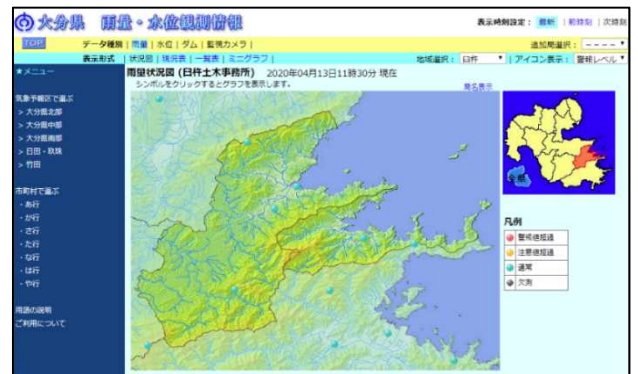 大分県 雨量・水位観測情報
表示時刻設定： 最新 | 前時刻 | 次時刻
TOP
データ種類 | 雨量 | 水位 | ダム | 監視カメラ |
追加局選択： ----
表示形式 | 状況図 | 現況表 | 一覧表 | ミニグラフ |
地域選択： 臼杵 | アイコン表示： 警報レベル
★メニュー
雨量状況図 (臼杵土木事務所) 2020年04月13日11時30分 現在
シンボルをクリックするとグラフを表示します。
局名表示
気象予報区で選ぶ
> 大分県北部
> 大分県中部
> 大分県南部
> 日田・玖珠
> 竹田
全県
市町村で選ぶ
・あ行
・か行
・さ行
・た行
・な行
・は行
・や行
凡例
警戒値超過
注意値超過
通常
欠測
用語の説明
ご利用について